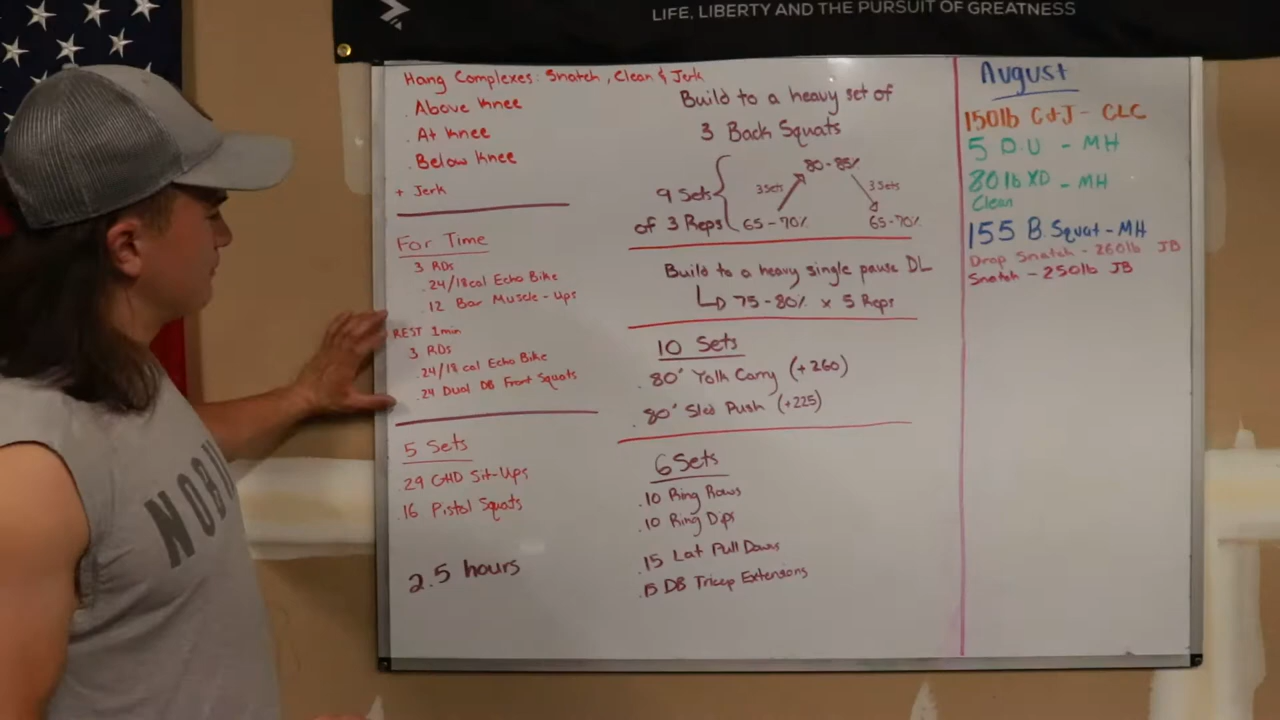 LIFE, LIBERTY AND THE PURSUIT OF GREATNESS
Hang Complexes: Snatch, Clean & Jerk
. Above Knee
. At Knee
. Below Knee
+ Jerk
For Time
3 RDs
. 24/18cal Echo Bike
. 12 Bar Muscle-Ups
REST 1min
3 RDs
. 24/18 cal Echo Bike
. 24 Dual DB Front Squats
5 Sets
. 29 GHD Sit-Ups
. 16 Pistol Squats
2.5 hours
Build to a heavy set of
3 Back Squats
9 Sets
of 3 Reps
80-85%
3 Sets
3 Sets
65-70%
65-70%
Build to a heavy single pause DL
75-80% x 5 Reps
10 Sets
. 80' Yolk Carry (+260)
. 80' Sled Push (+225)
6 Sets
. 10 Ring Rows
. 10 Ring Dips
. 15 Lat Pull Downs
. 15 DB Tricep Extensions
August
150lb C&J - CLC
5 D.U - MH
80lb XD - MH
Clean
155 B. Squat - MH
Drop Snatch - 260lb JB
Snatch - 250lb JB
NOBULL